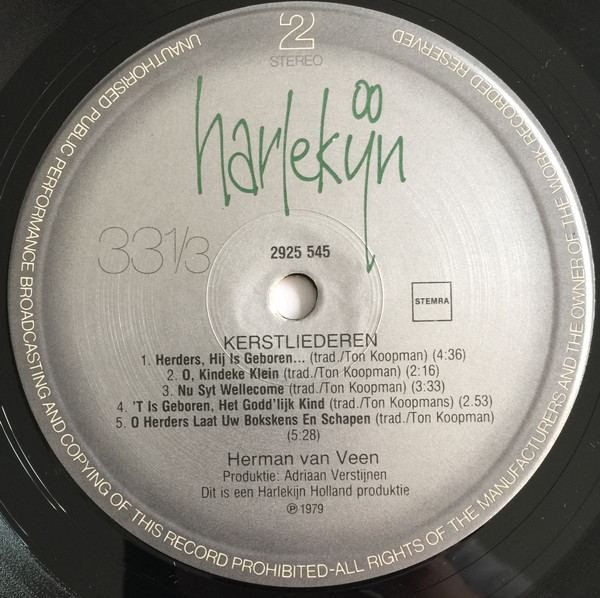 2
STEREO
harlekijn
33 1/3
2925 545
STEMRA
KERSTLIEDEREN
1. Herders, Hij Is Geboren... (trad./Ton Koopman) (4:36)
2. O, Kindeke Klein (trad./Ton Koopman) (2:16)
3. Nu Syt Wellecome (trad./Ton Koopman) (3:33)
4. 'T Is Geboren, Het Godd'lijk Kind (trad./Ton Koopmans) (2.53)
5. O Herders Laat Uw Bokskens En Schapen (trad./Ton Koopman)
(5:28)
Herman van Veen
Produktie: Adriaan Verstijnen
Dit is een Harlekijn Holland produktie
℗ 1979
UNAUTHORISED PUBLIC PERFORMANCE BROADCASTING AND COPYING OF THIS RECORD PROHIBITED-ALL RIGHTS OF THE MANUFACTURERS AND THE OWNER OF THE WORK RECORDED RESERVED